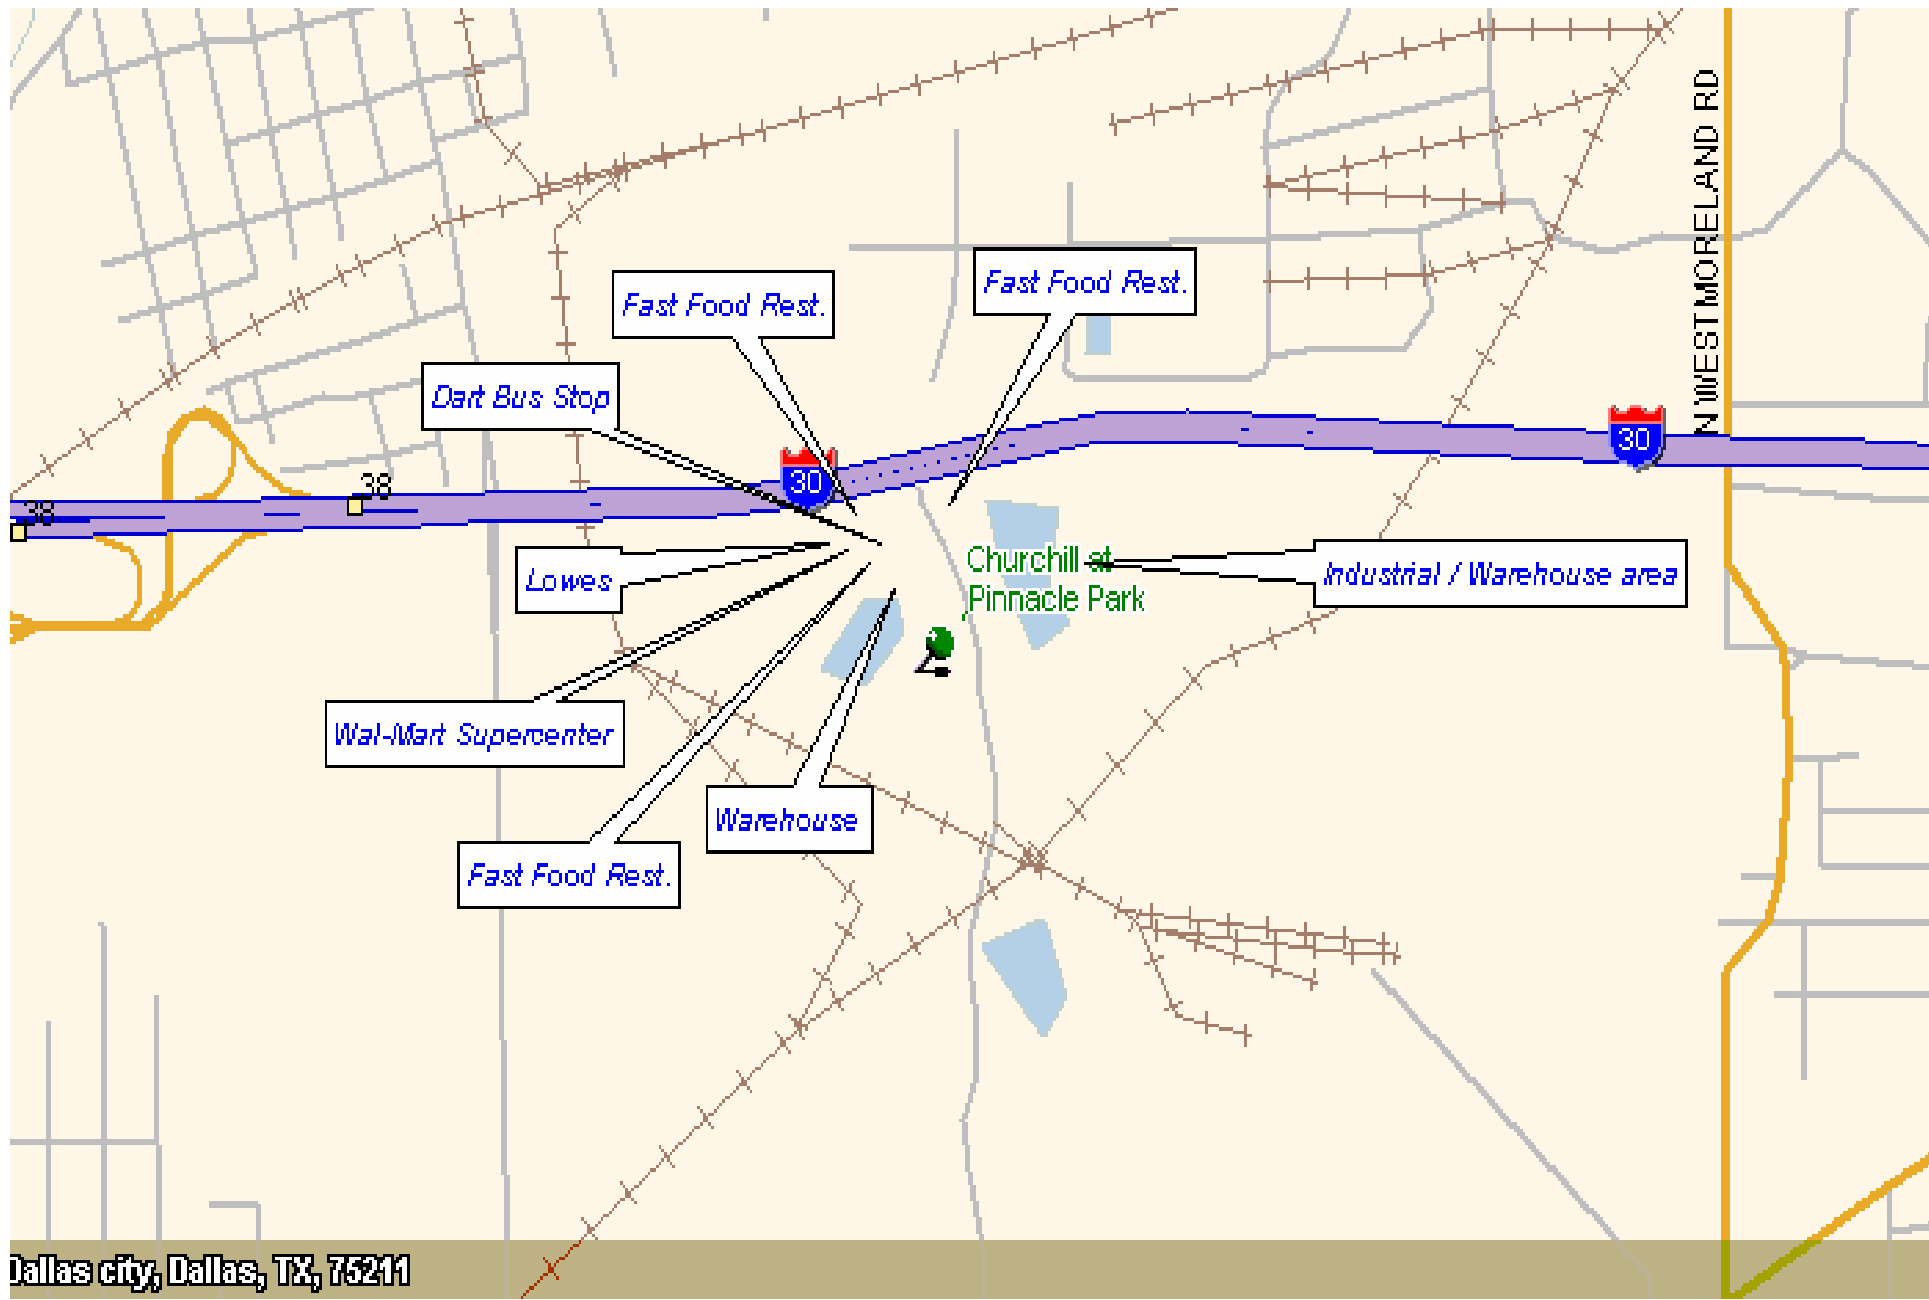 N WESTMORELAND RD
Fast Food Rest.
Fast Food Rest.
Dart Bus Stop
30
30
38
38
Churchill at
Pinnacle Park
Lowes
Industrial / Warehouse area
Wal-Mart Supercenter
Warehouse
Fast Food Rest.
Dallas city, Dallas, TX, 75211